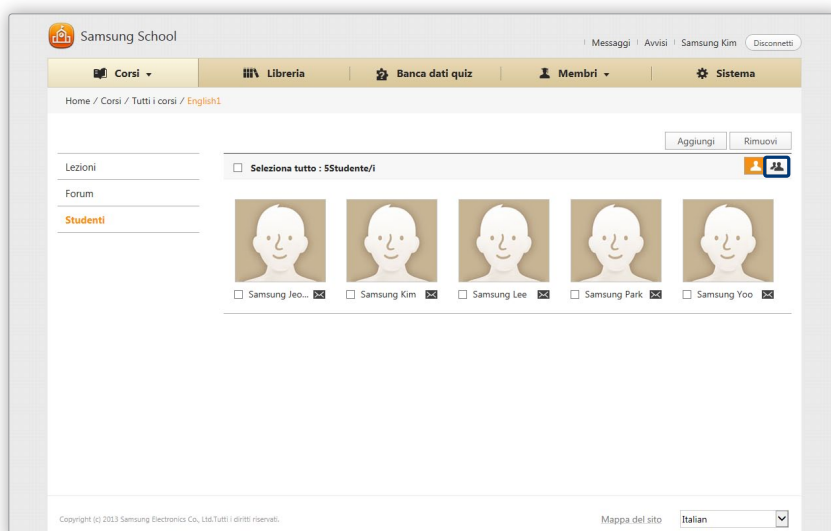 Samsung School
Messaggi Avvisi Samsung Kim Disconnetti
Corsi Libreria Banca dati quiz Membri Sistema
Home / Corsi / Tutti i corsi / English1
Aggiungi Rimuovi
Lezioni
Seleziona tutto : 5Studente/i
Forum
Studenti
Samsung Jeo... Samsung Kim Samsung Lee Samsung Park Samsung Yoo
Copyright (c) 2013 Samsung Electronics Co., Ltd.Tutti i diritti riservati.
Mappa del sito Italian